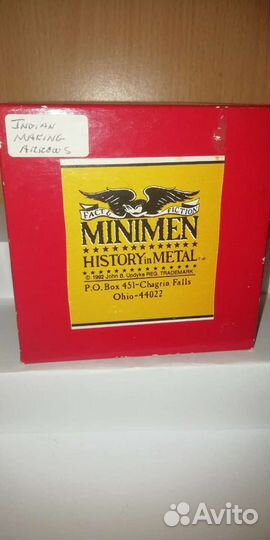 INDIAN
MAKING
ARROWS
FACT & FICTION
MINIMEN
HISTORY in METAL
© 1992 John B. Updyke REG. TRADEMARK
P.O. Box 451-Chagrin Falls
Ohio-44022
Avito